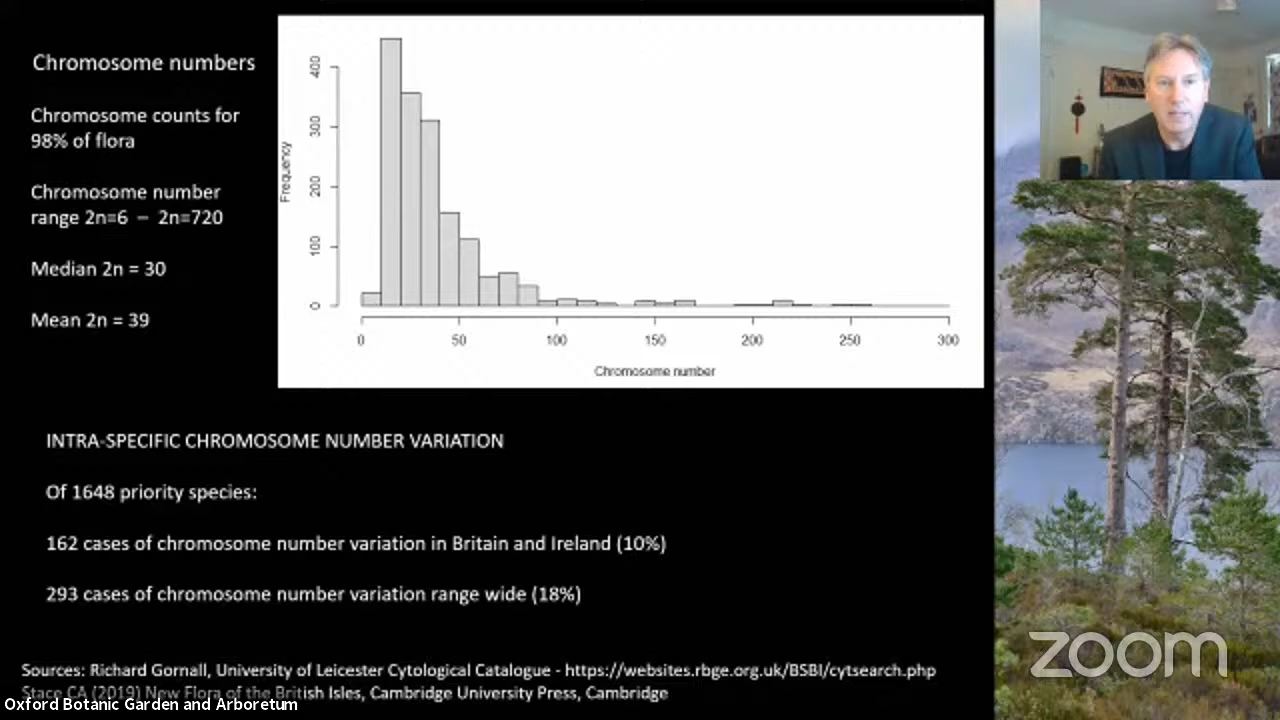 Chromosome numbers
Chromosome counts for
98% of flora
Chromosome number
range 2n=6 – 2n=720
Median 2n = 30
Mean 2n = 39
Frequency
400
300
200
100
0
0 50 100 150 200 250 300
Chromosome number
INTRA-SPECIFIC CHROMOSOME NUMBER VARIATION
Of 1648 priority species:
162 cases of chromosome number variation in Britain and Ireland (10%)
293 cases of chromosome number variation range wide (18%)
Sources: Richard Gornall, University of Leicester Cytological Catalogue - https://websites.rbge.org.uk/BSBI/cytsearch.php
Stace CA (2019) New Flora of the British Isles, Cambridge University Press, Cambridge
Oxford Botanic Garden and Arboretum
zoom